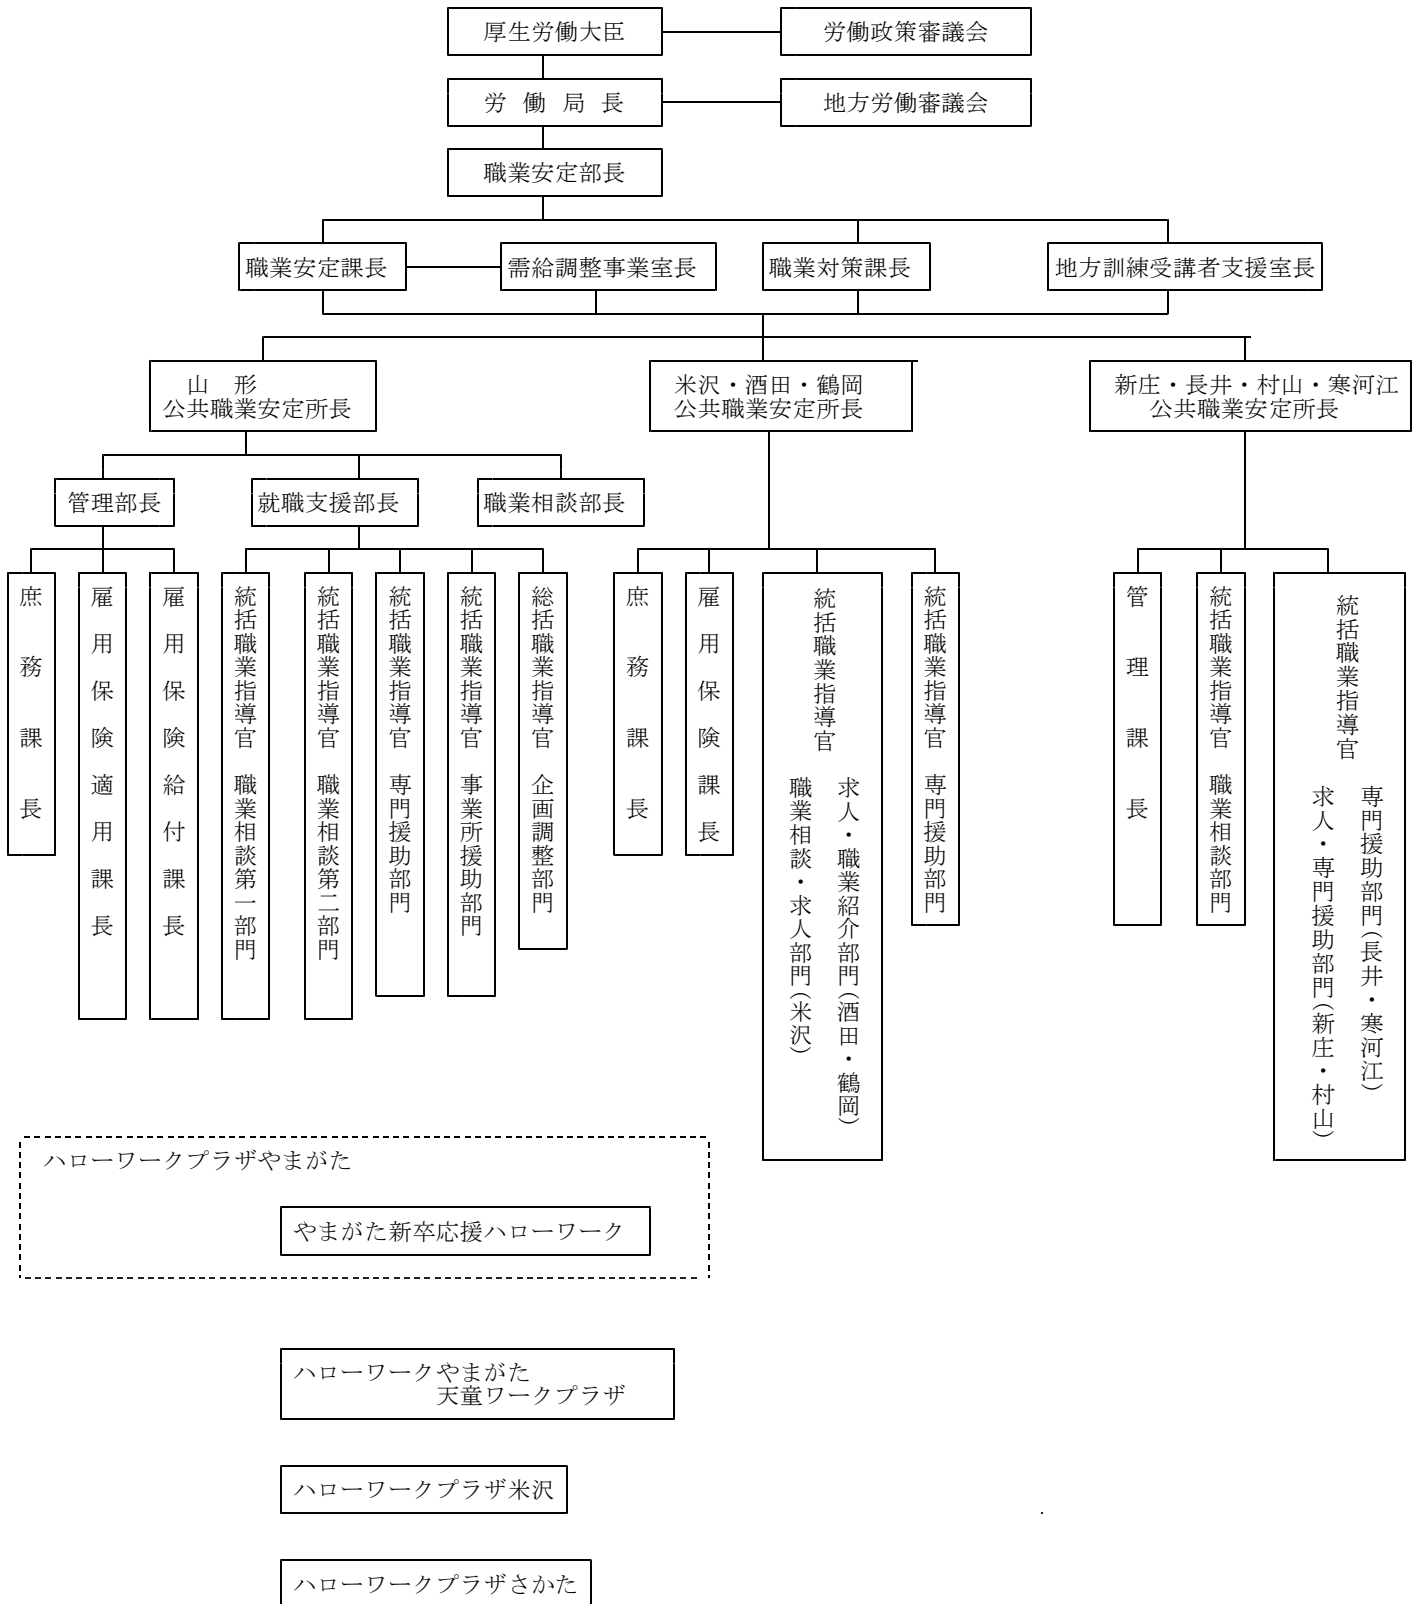 厚生労働大臣
労働政策審議会
労 働 局 長
地方労働審議会
職業安定部長
職業安定課長
需給調整事業室長
職業対策課長
地方訓練受講者支援室長
山 形
公共職業安定所長
米沢・酒田・鶴岡
公共職業安定所長
新庄・長井・村山・寒河江
公共職業安定所長
管理部長
就職支援部長
職業相談部長
庶務課長
雇用保険適用課長
雇用保険給付課長
統括職業指導官 職業相談第一部門
統括職業指導官 職業相談第二部門
統括職業指導官 専門援助部門
統括職業指導官 事業所援助部門
総括職業指導官 企画調整部門
庶務課長
雇用保険課長
統括職業指導官
求人・職業紹介部門(酒田・鶴岡)
職業相談・求人部門(米沢)
統括職業指導官 専門援助部門
管理課長
統括職業指導官 職業相談部門
統括職業指導官
専門援助部門(長井・寒河江)
求人・専門援助部門(新庄・村山)
ハローワークプラザやまがた
やまがた新卒応援ハローワーク
ハローワークやまがた
天童ワークプラザ
ハローワークプラザ米沢
ハローワークプラザさかた